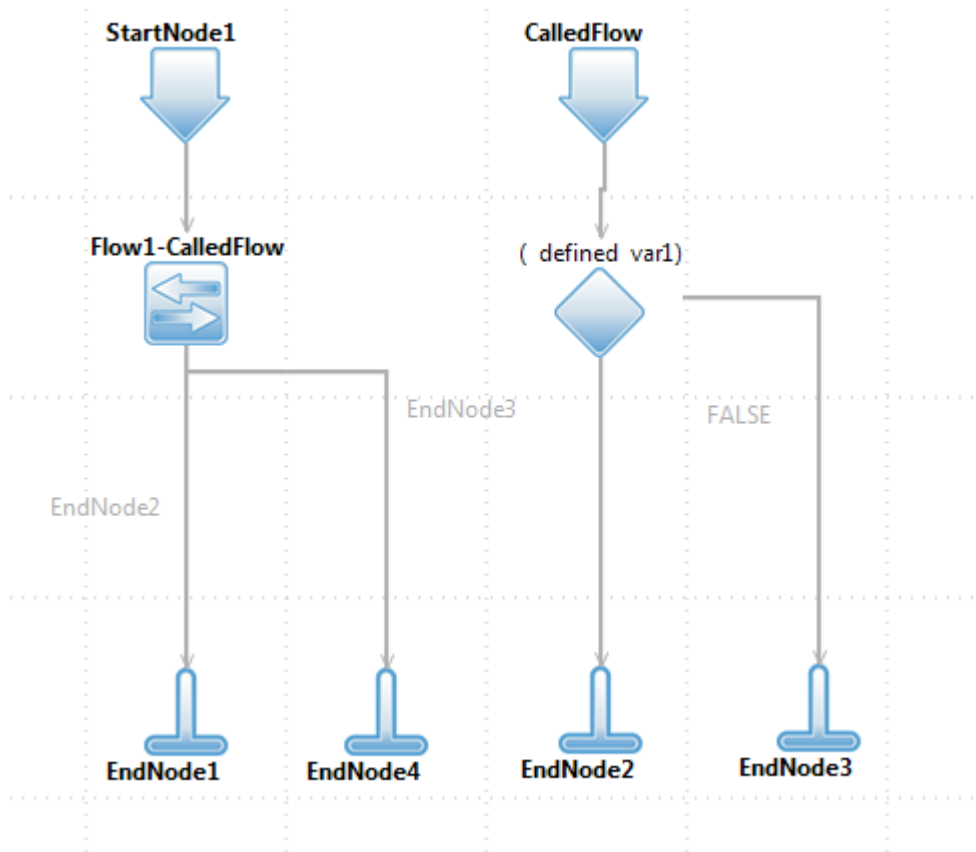 StartNode1
CalledFlow
Flow1-CalledFlow
( defined var1)
EndNode3
FALSE
EndNode2
EndNode1
EndNode4
EndNode2
EndNode3